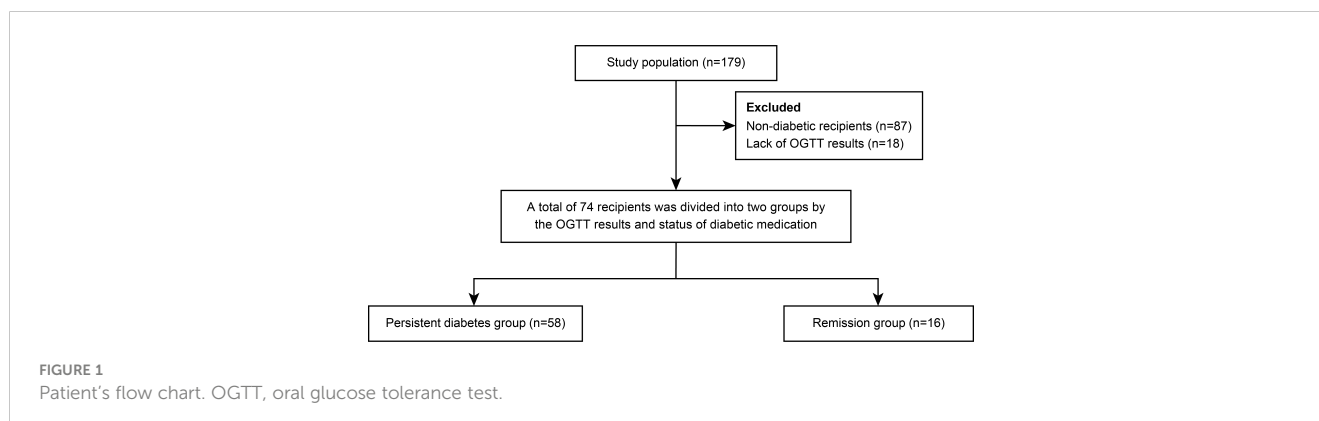 Study population (n=179)
Excluded
Non-diabetic recipients (n=87)
Lack of OGTT results (n=18)
A total of 74 recipients was divided into two groups by
the OGTT results and status of diabetic medication
Persistent diabetes group (n=58)
Remission group (n=16)
FIGURE 1
Patient's flow chart. OGTT, oral glucose tolerance test.